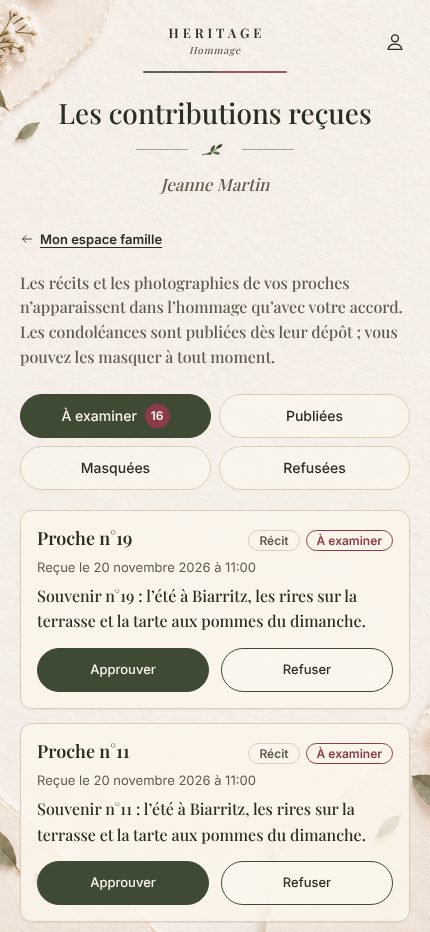 HERITAGE
Hommage
Les contributions reçues
Jeanne Martin
← Mon espace famille
Les récits et les photographies de vos proches
n’apparaissent dans l’hommage qu’avec votre accord.
Les condoléances sont publiées dès leur dépôt ; vous
pouvez les masquer à tout moment.
À examiner 16
Publiées
Masquées
Refusées
Proche n°19
Récit
À examiner
Reçue le 20 novembre 2026 à 11:00
Souvenir n°19 : l’été à Biarritz, les rires sur la
terrasse et la tarte aux pommes du dimanche.
Approuver
Refuser
Proche n°11
Récit
À examiner
Reçue le 20 novembre 2026 à 11:00
Souvenir n°11 : l’été à Biarritz, les rires sur la
terrasse et la tarte aux pommes du dimanche.
Approuver
Refuser